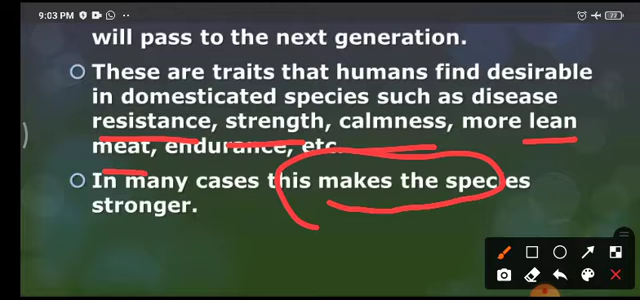 9:03 PM
77
will pass to the next generation.
These are traits that humans find desirable
in domesticated species such as disease
resistance, strength, calmness, more lean
meat, endurance, etc.
In many cases this makes the species
stronger.